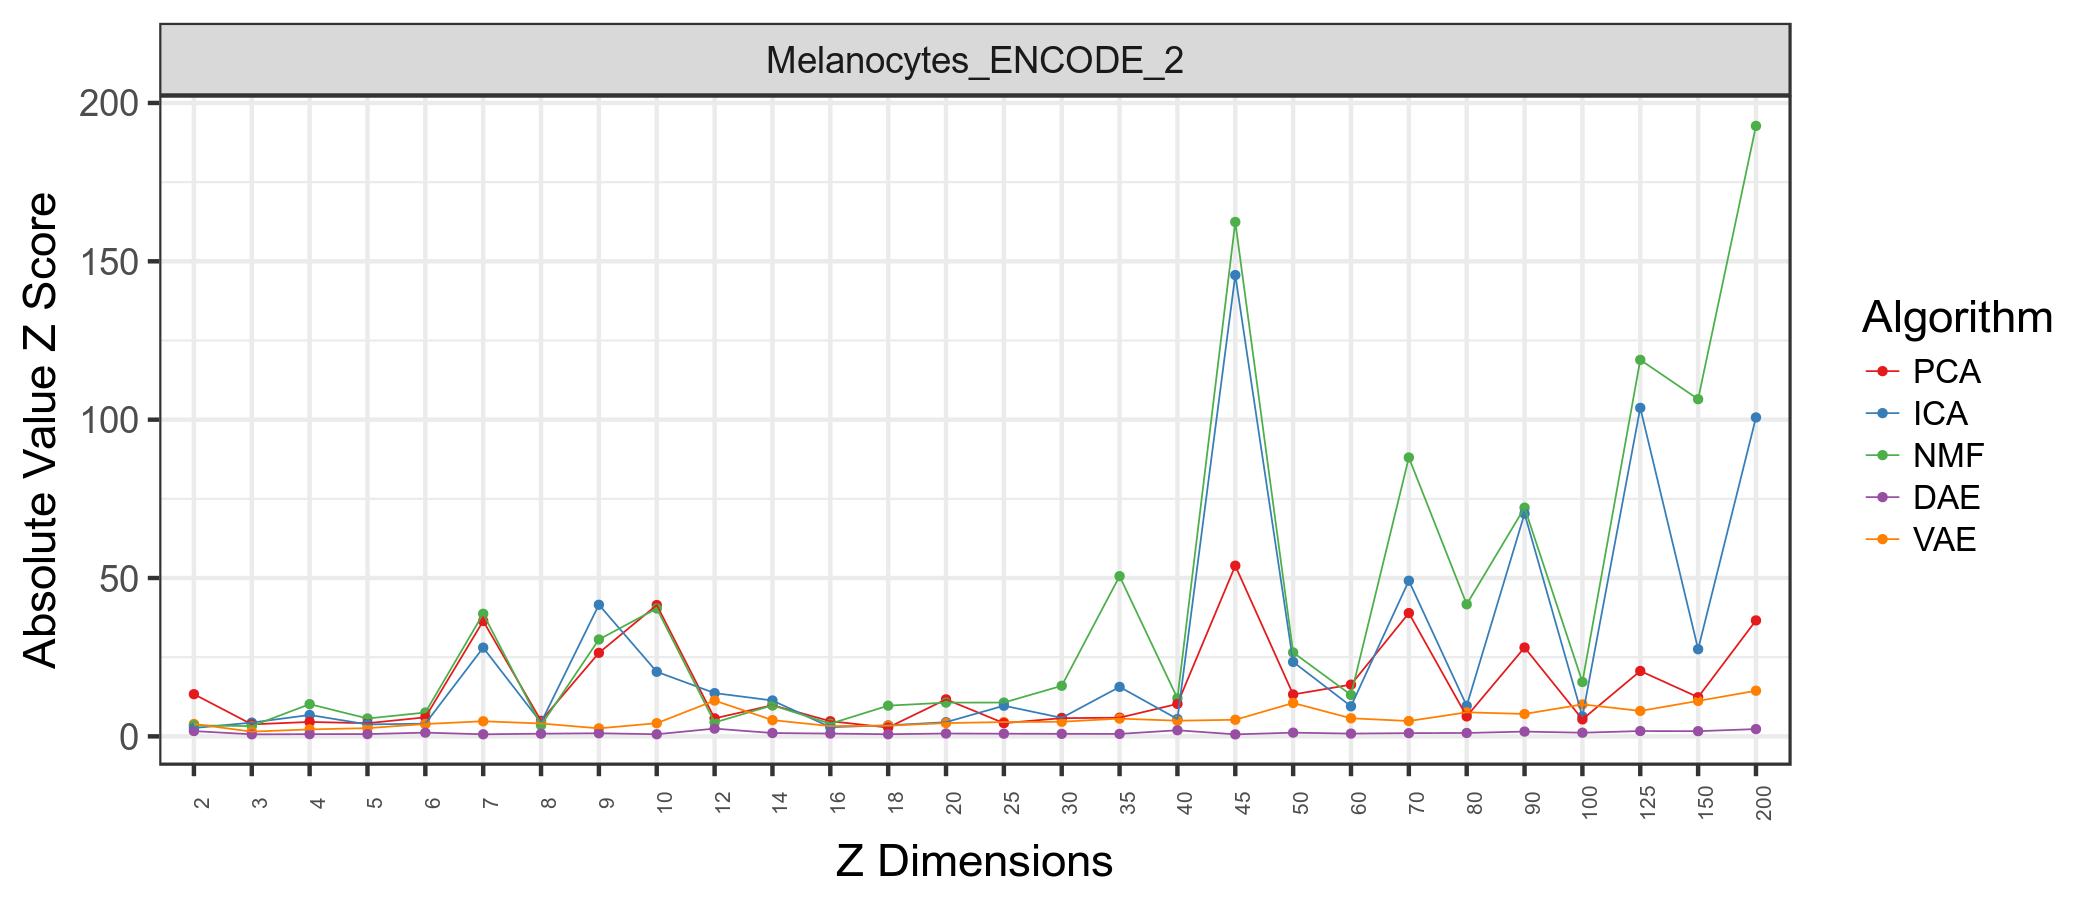 Melanocytes_ENCODE_2
Absolute Value Z Score
200
150
100
50
0
2 3 4 5 6 7 8 9 10 12 14 16 18 20 25 30 35 40 45 50 60 70 80 90 100 125 150 200
Z Dimensions
Algorithm
PCA
ICA
NMF
DAE
VAE